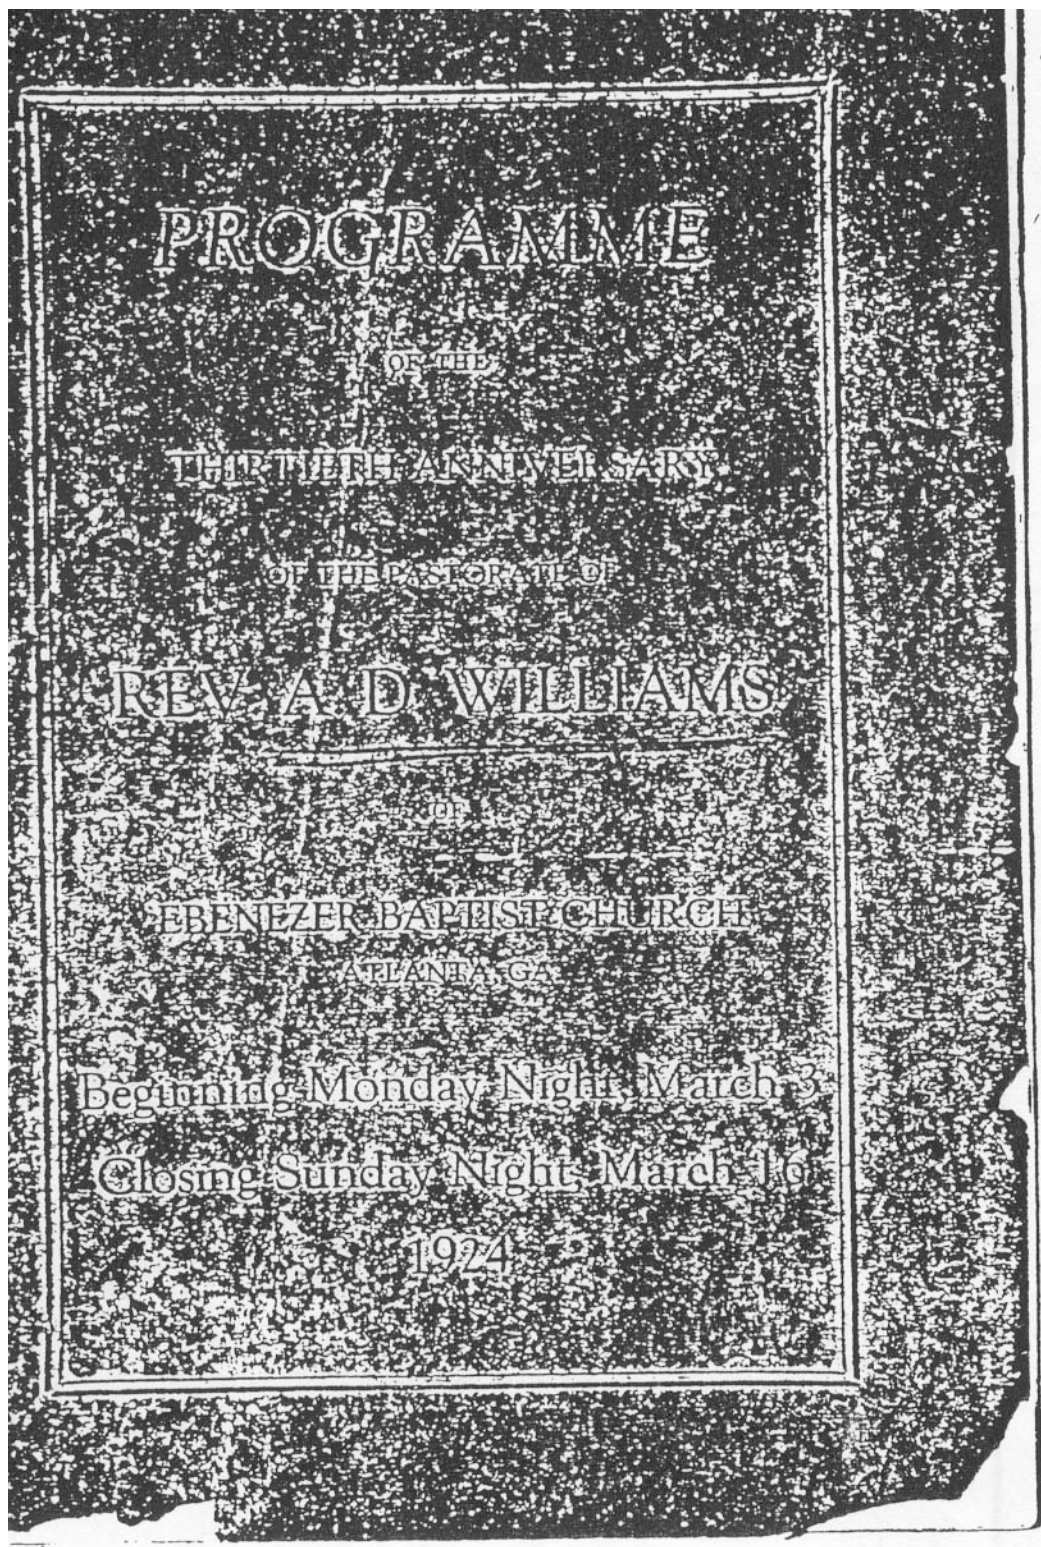 PROGRAMME
OF THE
THIRTIETH ANNIVERSARY
OF THE PASTORATE OF
REV. A. D. WILLIAMS
OF
EBENEZER BAPTIST CHURCH
ATLANTA, GA.
Beginning Monday Night, March 3
Closing Sunday Night, March 16
1924